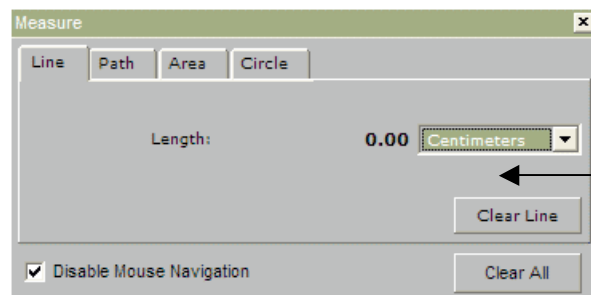 Measure
Line Path Area Circle
Length: 0.00 Centimeters
Clear Line
Disable Mouse Navigation Clear All